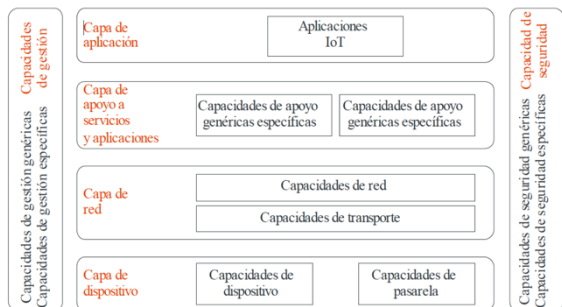 Capacidades
de gestión
Capacidades de gestión genéricas
Capacidades de gestión específicas
Capa de
aplicación
Aplicaciones
IoT
Capa de
apoyo a
servicios
y aplicaciones
Capacidades de apoyo
genéricas específicas
Capacidades de apoyo
genéricas específicas
Capa de
red
Capacidades de red
Capacidades de transporte
Capa de
dispositivo
Capacidades de
dispositivo
Capacidades de
pasarela
Capacidad de
seguridad
Capacidades de seguridad genéricas
Capacidades de seguridad específicas